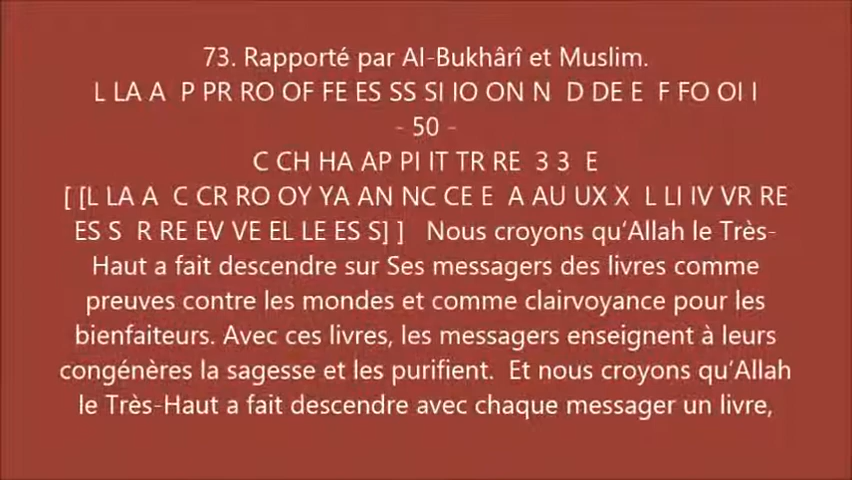 73. Rapporté par Al-Bukhârî et Muslim.
L LA A  P PR RO OF FE ES SS SI IO ON N  D DE E  F FO OI I
- 50 -
C CH HA AP PI IT TR RE  3 3  E
[ [L LA A  C CR RO OY YA AN NC CE E  A AU UX X  L LI IV VR RE
ES S  R RE EV VE EL LE ES S] ]   Nous croyons qu’Allah le Très-
Haut a fait descendre sur Ses messagers des livres comme
preuves contre les mondes et comme clairvoyance pour les
bienfaiteurs. Avec ces livres, les messagers enseignent à leurs
congénères la sagesse et les purifient.  Et nous croyons qu’Allah
le Très-Haut a fait descendre avec chaque messager un livre,